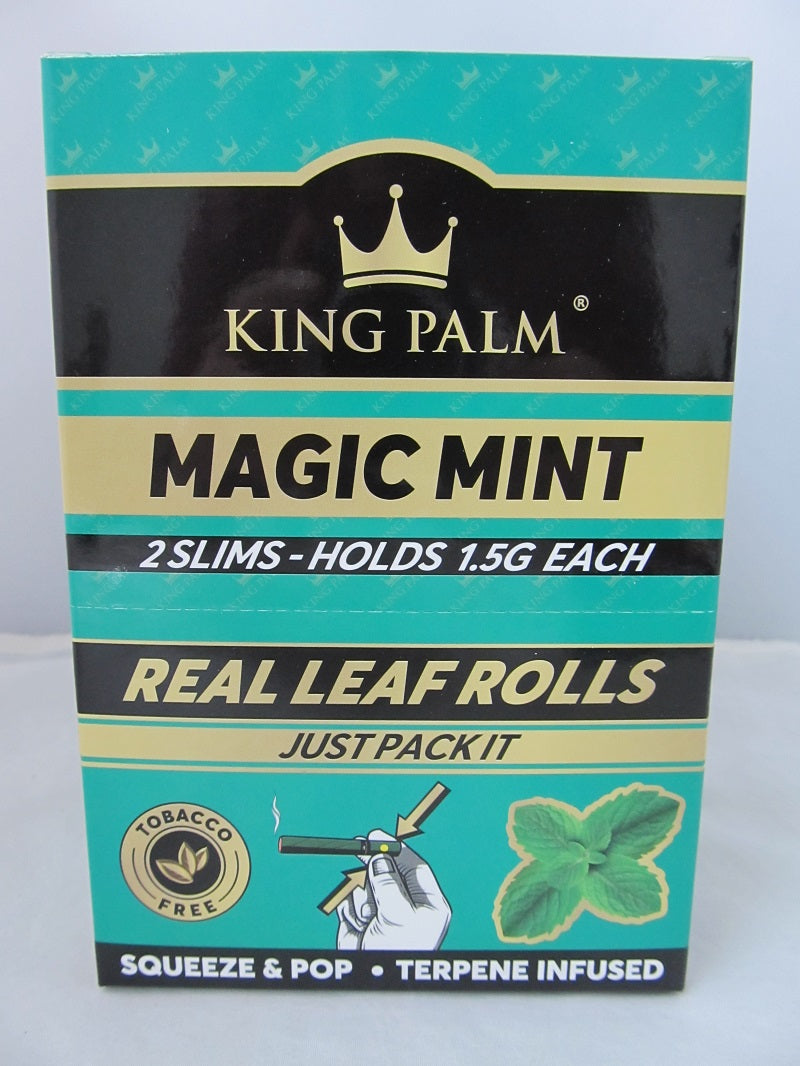 KING PALM®
MAGIC MINT
2 SLIMS - HOLDS 1.5G EACH
REAL LEAF ROLLS
JUST PACK IT
TOBACCO
FREE
SQUEEZE & POP • TERPENE INFUSED